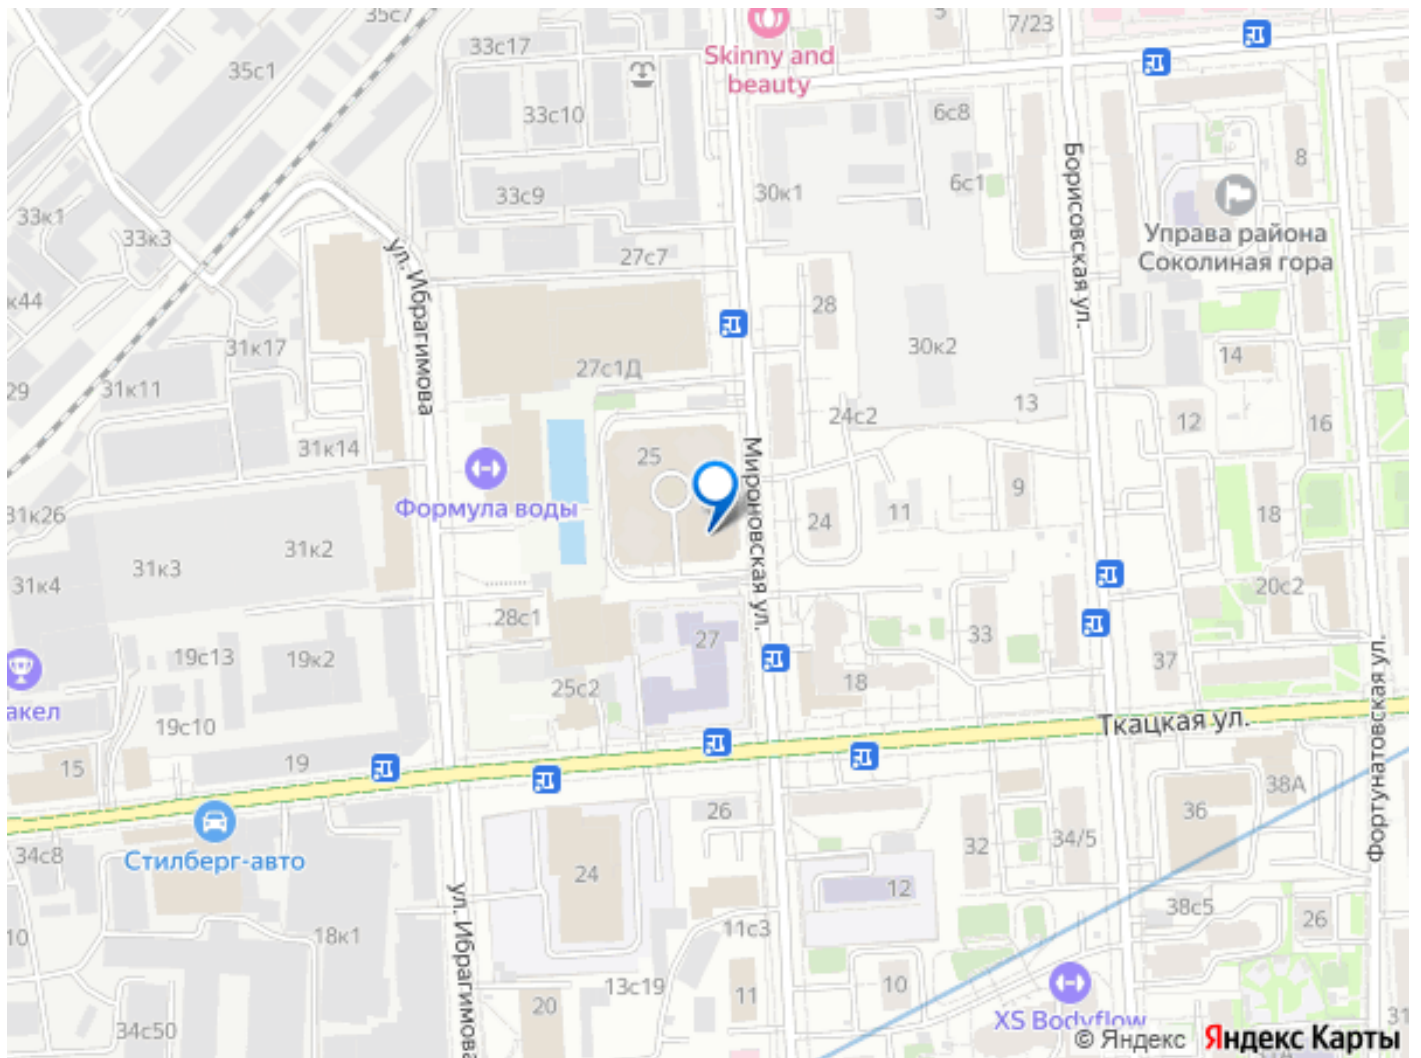 35с7
33с17
5
7/23
35с1
Skinny and
beauty
33с10
6с8
8
30к1
6с1
33с9
33к1
33к3
Управа района
Соколиная гора
27с7
ул. Ибрагимова
Борисовская ул.
к44
28
31к17
30к2
14
27с1Д
29
31к11
13
24с2
12
16
31к14
25
Мироновская ул.
9
Формула воды
31к26
24
11
18
31к2
31к3
31к4
20с2
28с1
27
33
19с13
19к2
37
18
акел
25с2
Фортунатовская ул.
19с10
Ткацкая ул.
19
15
38А
26
36
34с8
Стилберг-авто
32
34/5
24
12
ул. Ибрагимова
38с5
26
11с3
18к1
10
13с19
10
11
20
XS Bodyflow
31
34с50
© Яндекс Яндекс Карты